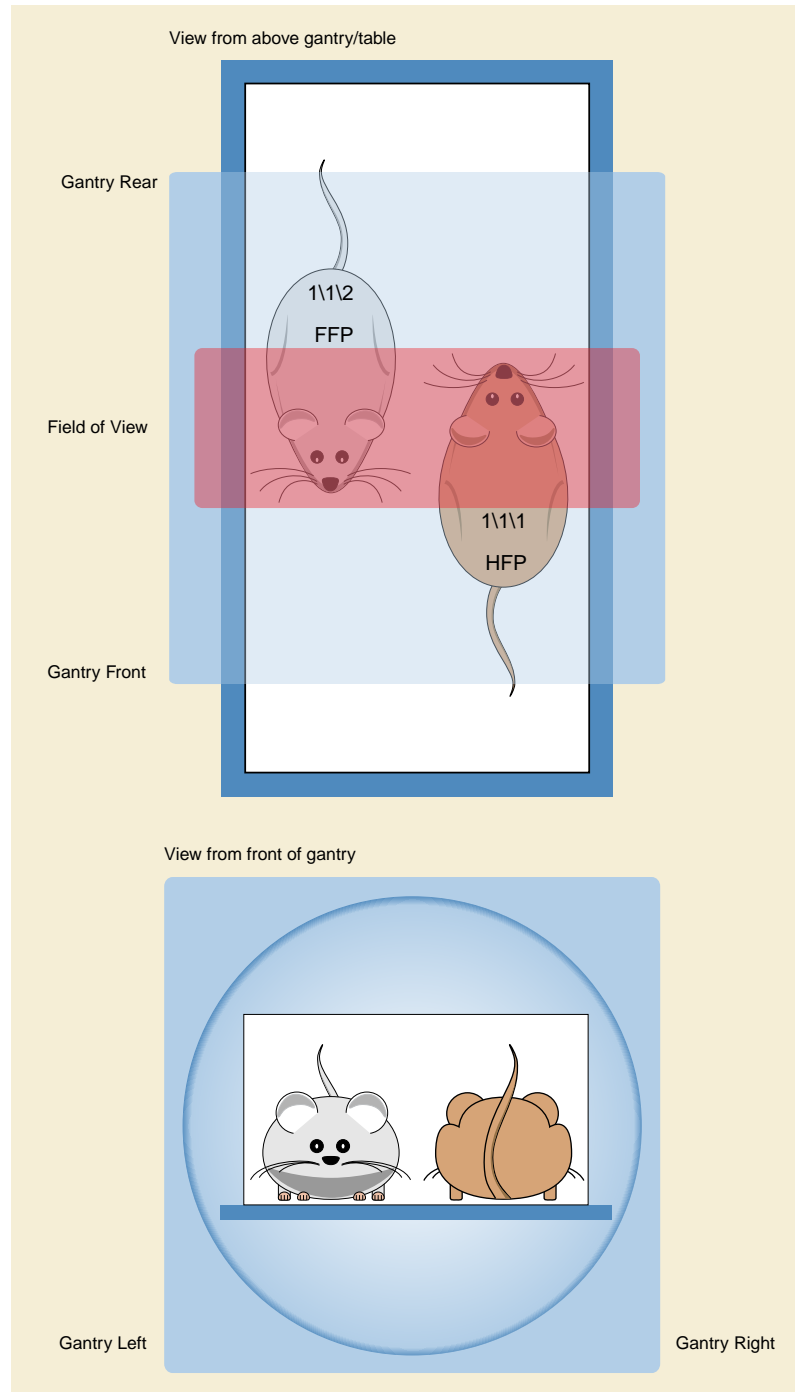 View from above gantry/table
Gantry Rear
1\1\2
FFP
Field of View
1\1\1
HFP
Gantry Front
View from front of gantry
Gantry Left
Gantry Right